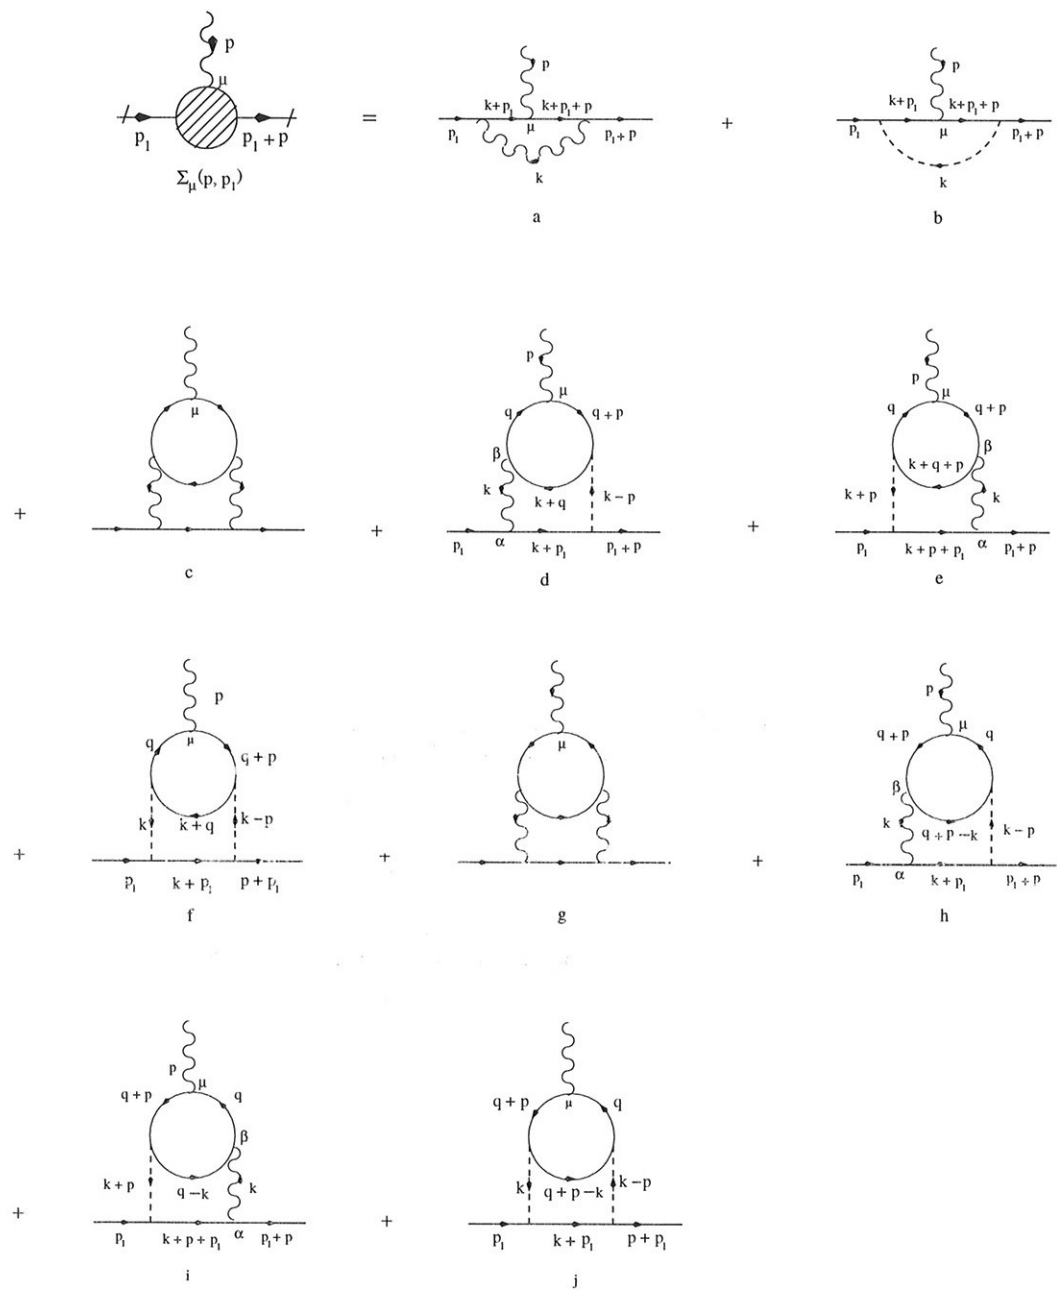 p
μ
p₁ p₁ + p
Σμ(p, p₁)
=
p
k+p₁ k+p₁+p
p₁ μ p₁ + p
k
a
+
p
k+p₁ k+p₁+p
p₁ μ p₁+p
k
b
+
μ
c
+
p
μ
q q + p
β
k k + q k − p
p₁ α k + p₁ p₁ + p
d
+
p
μ
q q + p
β
k + q + p
k + p k
p₁ k + p + p₁ α p₁ + p
e
+
p
q μ q + p
k k + q k − p
p₁ k + p₁ p + p₁
f
+
μ
g
+
p
μ
q + p q
β
k q + p − k k − p
p₁ α k + p₁ p₁ + p
h
+
p
μ
q + p q
β
k + p q − k k
p₁ k + p + p₁ α p₁ + p
i
+
μ
q + p q
k q + p − k k − p
p₁ k + p₁ p + p₁
j